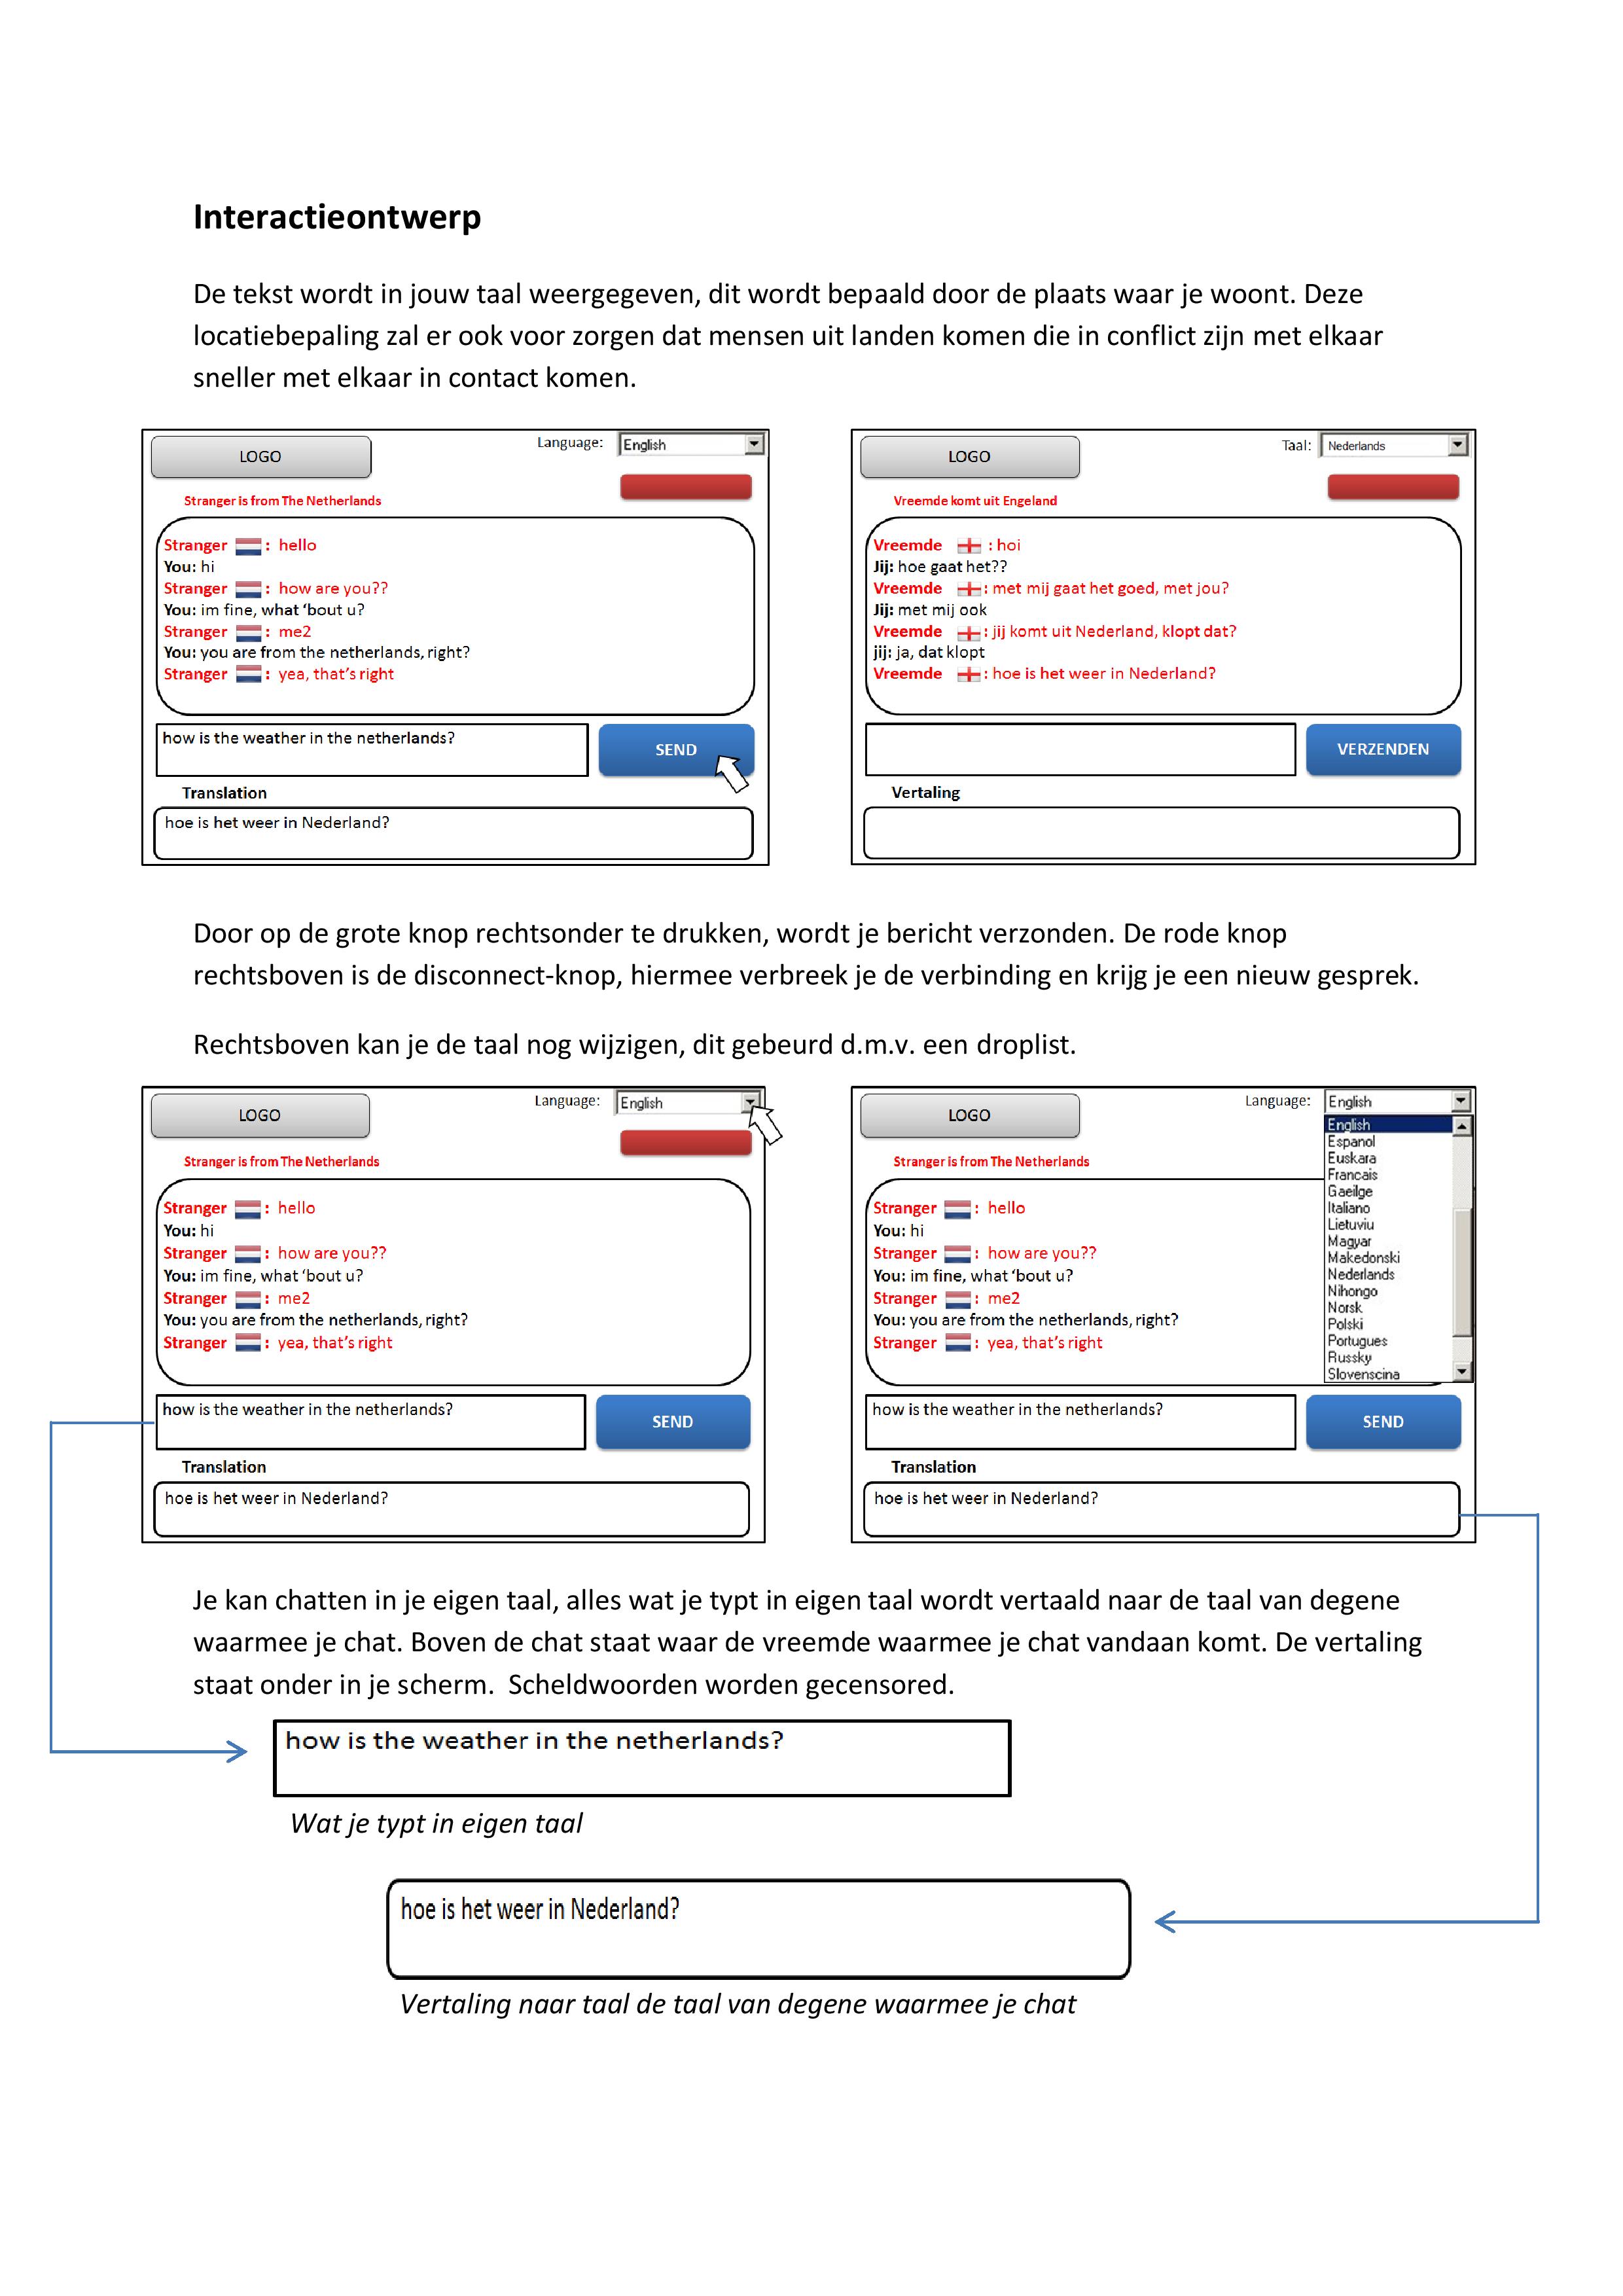 Interactieontwerp
De tekst wordt in jouw taal weergegeven, dit wordt bepaald door de plaats waar je woont. Deze
locatiebepaling zal er ook voor zorgen dat mensen uit landen komen die in conflict zijn met elkaar
sneller met elkaar in contact komen.
LOGO
Language: English
Stranger is from The Netherlands
Stranger : hello
You: hi
Stranger : how are you??
You: im fine, what ‘bout u?
Stranger : me2
You: you are from the netherlands, right?
Stranger : yea, that’s right
how is the weather in the netherlands?
SEND
Translation
hoe is het weer in Nederland?
LOGO
Taal: Nederlands
Vreemde komt uit Engeland
Vreemde : hoi
Jij: hoe gaat het??
Vreemde : met mij gaat het goed, met jou?
Jij: met mij ook
Vreemde : jij komt uit Nederland, klopt dat?
jij: ja, dat klopt
Vreemde : hoe is het weer in Nederland?
VERZENDEN
Vertaling
Door op de grote knop rechtsonder te drukken, wordt je bericht verzonden. De rode knop
rechtsboven is de disconnect-knop, hiermee verbreek je de verbinding en krijg je een nieuw gesprek.
Rechtsboven kan je de taal nog wijzigen, dit gebeurd d.m.v. een droplist.
LOGO
Language: English
Stranger is from The Netherlands
Stranger : hello
You: hi
Stranger : how are you??
You: im fine, what ‘bout u?
Stranger : me2
You: you are from the netherlands, right?
Stranger : yea, that’s right
how is the weather in the netherlands?
SEND
Translation
hoe is het weer in Nederland?
LOGO
Language: English
English
Espanol
Euskara
Francais
Gaeilge
Italiano
Lietuviu
Magyar
Makedonski
Nederlands
Nihongo
Norsk
Polski
Portugues
Russky
Slovenscina
Stranger is from The Netherlands
Stranger : hello
You: hi
Stranger : how are you??
You: im fine, what ‘bout u?
Stranger : me2
You: you are from the netherlands, right?
Stranger : yea, that’s right
how is the weather in the netherlands?
SEND
Translation
hoe is het weer in Nederland?
Je kan chatten in je eigen taal, alles wat je typt in eigen taal wordt vertaald naar de taal van degene
waarmee je chat. Boven de chat staat waar de vreemde waarmee je chat vandaan komt. De vertaling
staat onder in je scherm.  Scheldwoorden worden gecensored.
how is the weather in the netherlands?
Wat je typt in eigen taal
hoe is het weer in Nederland?
Vertaling naar taal de taal van degene waarmee je chat